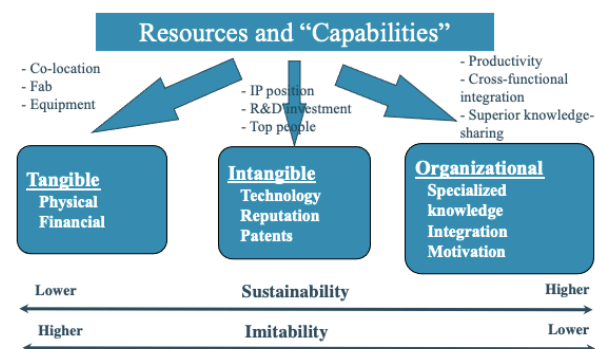 Resources and “Capabilities”
- Co-location
- Fab
- Equipment
- IP position
- R&D investment
- Top people
- Productivity
- Cross-functional
integration
- Superior knowledge-
sharing
Tangible
Physical
Financial
Intangible
Technology
Reputation
Patents
Organizational
Specialized
knowledge
Integration
Motivation
Lower Sustainability Higher
Higher Imitability Lower